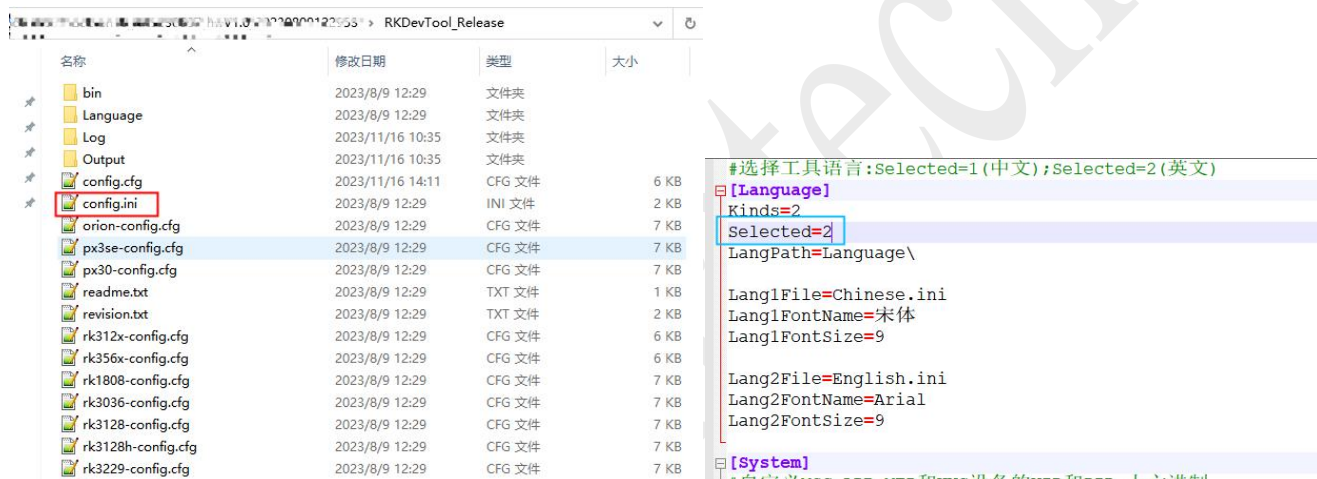 RKDevTool_Release
名称 修改日期 类型 大小
bin 2023/8/9 12:29 文件夹
Language 2023/8/9 12:29 文件夹
Log 2023/11/16 10:35 文件夹
Output 2023/11/16 10:35 文件夹
config.cfg 2023/11/16 14:11 CFG 文件 6 KB
config.ini 2023/8/9 12:29 INI 文件 2 KB
orion-config.cfg 2023/8/9 12:29 CFG 文件 7 KB
px3se-config.cfg 2023/8/9 12:29 CFG 文件 7 KB
px30-config.cfg 2023/8/9 12:29 CFG 文件 7 KB
readme.txt 2023/8/9 12:29 TXT 文件 1 KB
revision.txt 2023/8/9 12:29 TXT 文件 2 KB
rk312x-config.cfg 2023/8/9 12:29 CFG 文件 6 KB
rk356x-config.cfg 2023/8/9 12:29 CFG 文件 6 KB
rk1808-config.cfg 2023/8/9 12:29 CFG 文件 7 KB
rk3036-config.cfg 2023/8/9 12:29 CFG 文件 7 KB
rk3128-config.cfg 2023/8/9 12:29 CFG 文件 7 KB
rk3128h-config.cfg 2023/8/9 12:29 CFG 文件 7 KB
rk3229-config.cfg 2023/8/9 12:29 CFG 文件 7 KB
#选择工具语言:Selected=1(中文);Selected=2(英文)
[Language]
Kinds=2
Selected=2
LangPath=Language\
Lang1File=Chinese.ini
Lang1FontName=宋体
Lang1FontSize=9
Lang2File=English.ini
Lang2FontName=Arial
Lang2FontSize=9
[System]